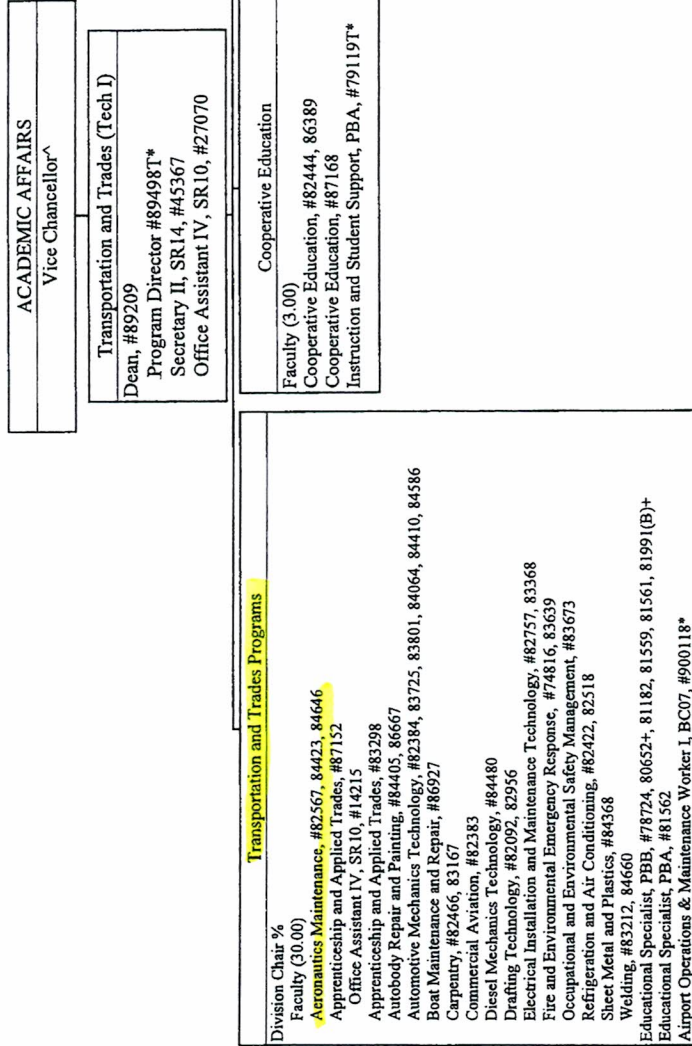 ACADEMIC AFFAIRS
Vice Chancellor^
Transportation and Trades (Tech I)
Dean, #89209
Program Director #89498T*
Secretary II, SR14, #45367
Office Assistant IV, SR10, #27070
Transportation and Trades Programs
Division Chair %
Faculty (30.00)
Aeronautics Maintenance, #82567, 84423, 84646
Apprenticeship and Applied Trades, #87152
Office Assistant IV, SR10, #14215
Apprenticeship and Applied Trades, #83298
Autobody Repair and Painting, #84405, 86667
Automotive Mechanics Technology, #82384, 83725, 83801, 84064, 84410, 84586
Boat Maintenance and Repair, #86927
Carpentry, #82466, 83167
Commercial Aviation, #82383
Diesel Mechanics Technology, #84480
Drafting Technology, #82092, 82956
Electrical Installation and Maintenance Technology, #82757, 83368
Fire and Environmental Emergency Response, #74816, 83639
Occupational and Environmental Safety Management, #83673
Refrigeration and Air Conditioning, #82422, 82518
Sheet Metal and Plastics, #84368
Welding, #83212, 84660
Educational Specialist, PBB, #78724, 80652+, 81182, 81559, 81561, 81991(B)+
Educational Specialist, PBA, #81562
Airport Operations & Maintenance Worker I, BC07, #900118*
Cooperative Education
Faculty (3.00)
Cooperative Education, #82444, 86389
Cooperative Education, #87168
Instruction and Student Support, PBA, #79119T*